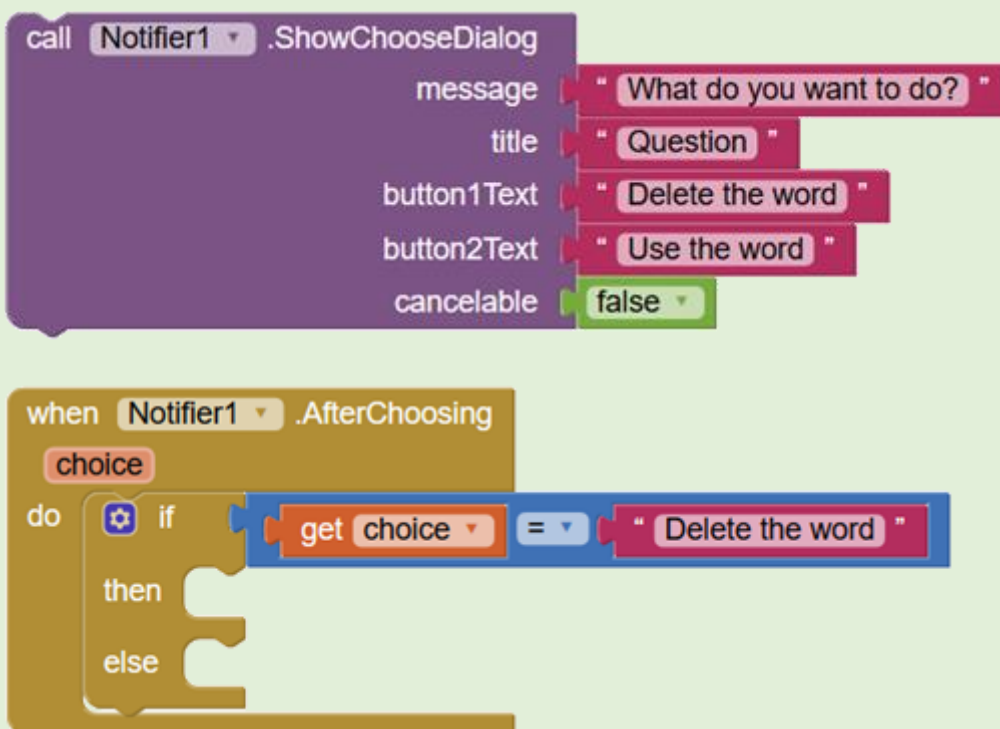 call Notifier1 .ShowChooseDialog
message " What do you want to do? "
title " Question "
button1Text " Delete the word "
button2Text " Use the word "
cancelable false
when Notifier1 .AfterChoosing
choice
do if get choice = " Delete the word "
then
else